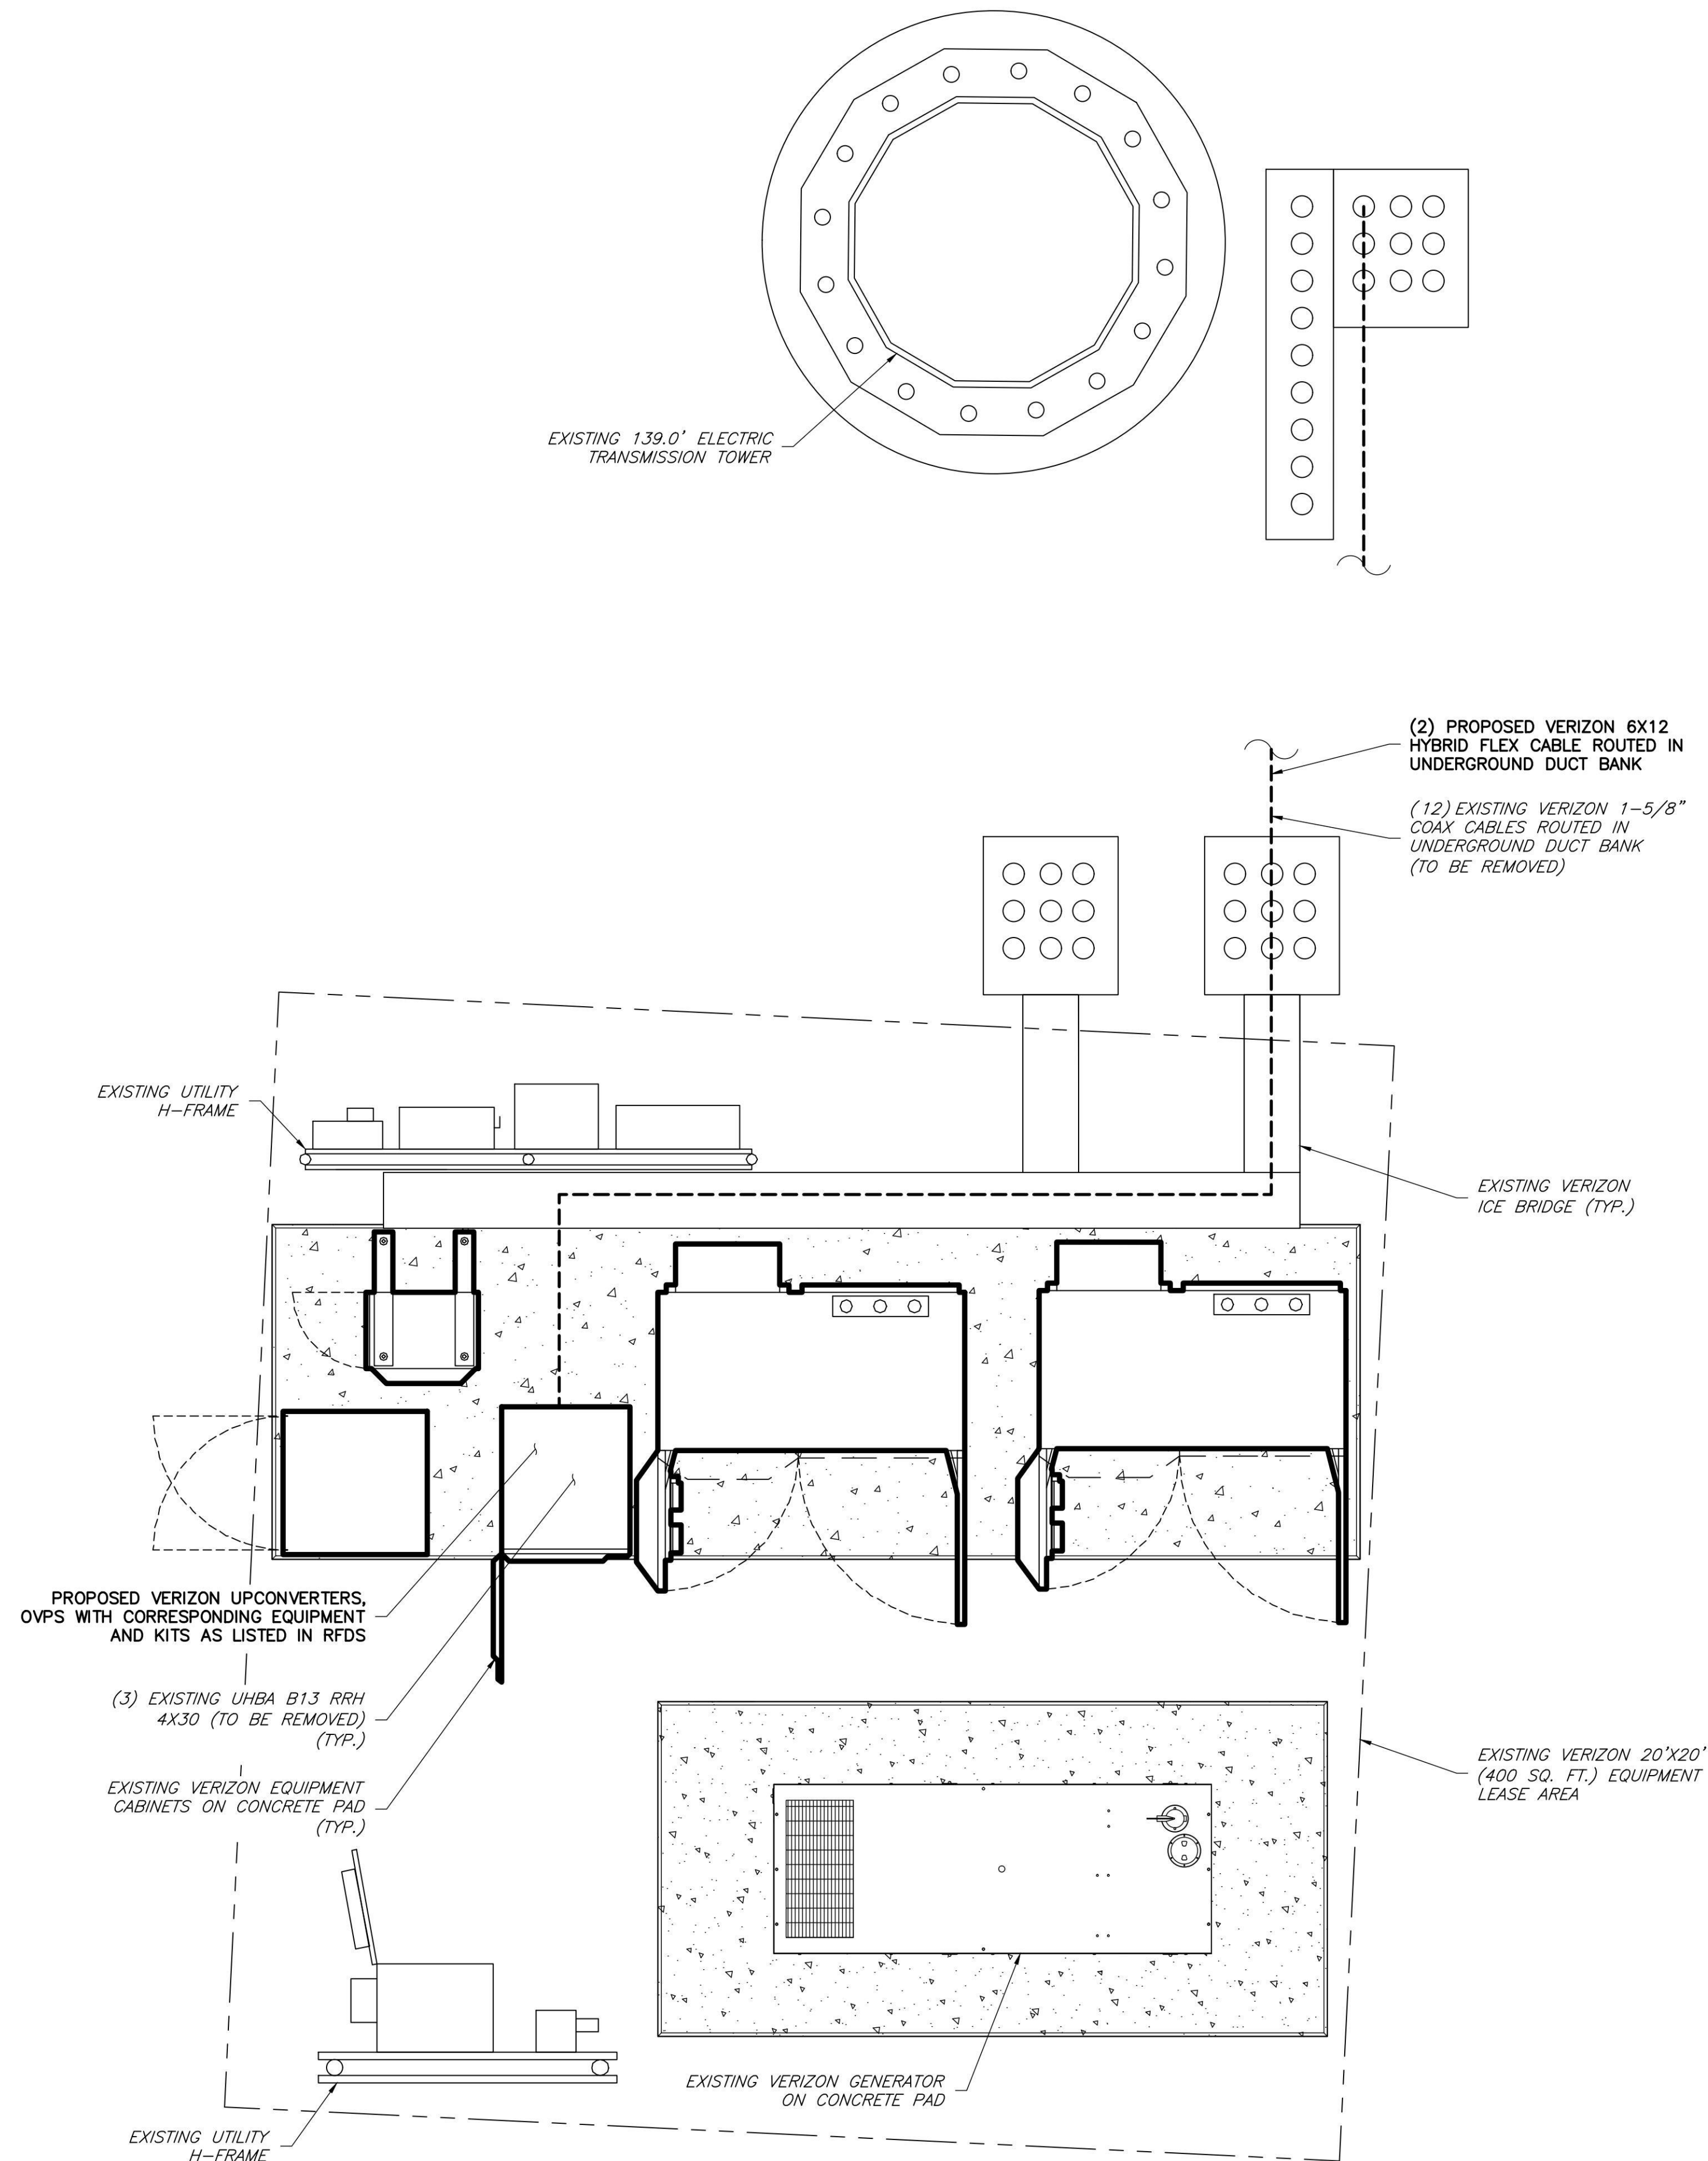 EXISTING 139.0' ELECTRIC
TRANSMISSION TOWER
(2) PROPOSED VERIZON 6X12
HYBRID FLEX CABLE ROUTED IN
UNDERGROUND DUCT BANK
(12) EXISTING VERIZON 1-5/8"
COAX CABLES ROUTED IN
UNDERGROUND DUCT BANK
(TO BE REMOVED)
EXISTING UTILITY
H-FRAME
EXISTING VERIZON
ICE BRIDGE (TYP.)
PROPOSED VERIZON UPCONVERTERS,
OVPS WITH CORRESPONDING EQUIPMENT
AND KITS AS LISTED IN RFDS
(3) EXISTING UHBA B13 RRH
4X30 (TO BE REMOVED)
(TYP.)
EXISTING VERIZON EQUIPMENT
CABINETS ON CONCRETE PAD
(TYP.)
EXISTING VERIZON 20'X20'
(400 SQ. FT.) EQUIPMENT
LEASE AREA
EXISTING VERIZON GENERATOR
ON CONCRETE PAD
EXISTING UTILITY
H-FRAME